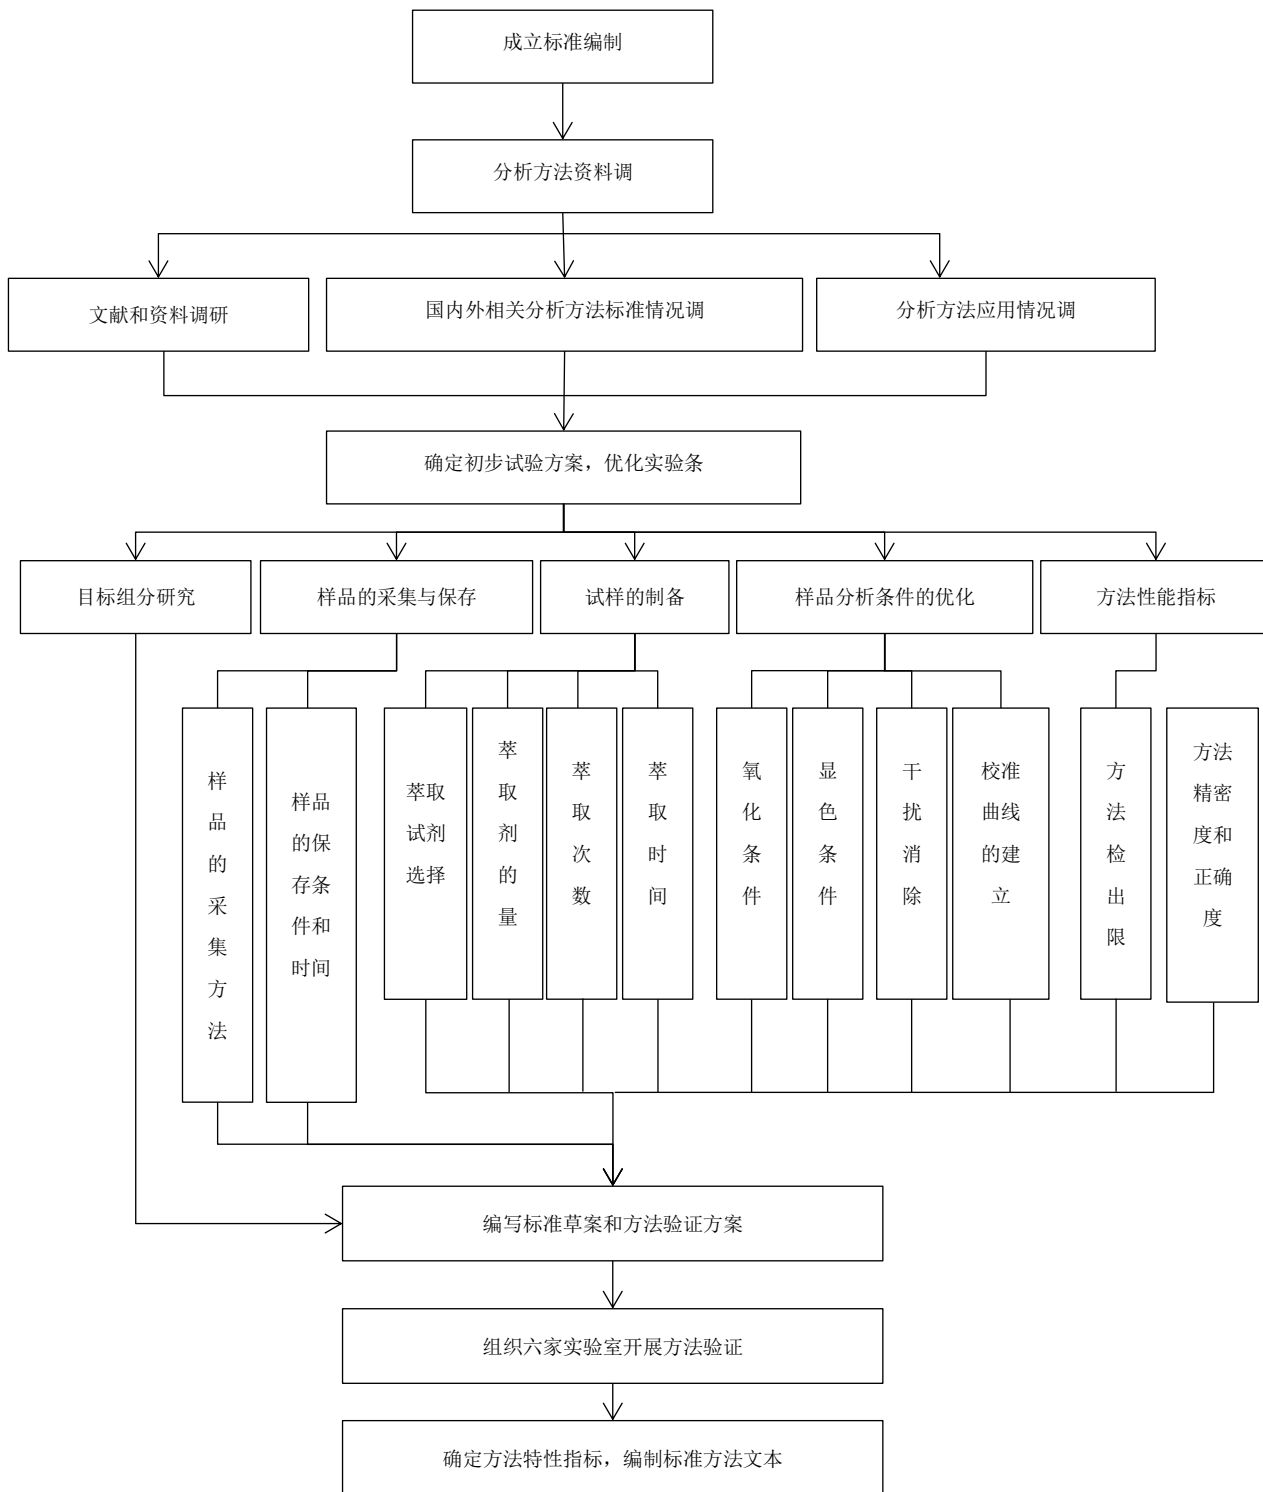 成立标准编制
分析方法资料调
文献和资料调研
国内外相关分析方法标准情况调
分析方法应用情况调
确定初步试验方案，优化实验条
目标组分研究
样品的采集与保存
试样的制备
样品分析条件的优化
方法性能指标
样
品
的
采
集
方
法
样品
的保
存条
件和
时间
萃取
试剂
选择
萃
取
剂
的
量
萃
取
次
数
萃
取
时
间
氧
化
条
件
显
色
条
件
干
扰
消
除
校准
曲线
的建
立
方
法
检
出
限
方法
精密
度和
正确
度
编写标准草案和方法验证方案
组织六家实验室开展方法验证
确定方法特性指标，编制标准方法文本